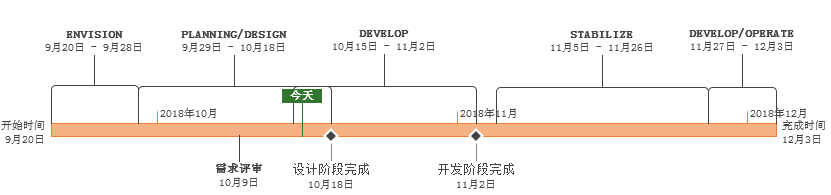 ENVISION
9月20日 - 9月28日
PLANNING/DESIGN
9月29日 - 10月18日
DEVELOP
10月15日 - 11月2日
STABILIZE
11月5日 - 11月26日
DEVELOP/OPERATE
11月27日 - 12月3日
今天
2018年10月
2018年11月
2018年12月
开始时间
9月20日
完成时间
12月3日
需求评审
10月9日
设计阶段完成
10月18日
开发阶段完成
11月2日